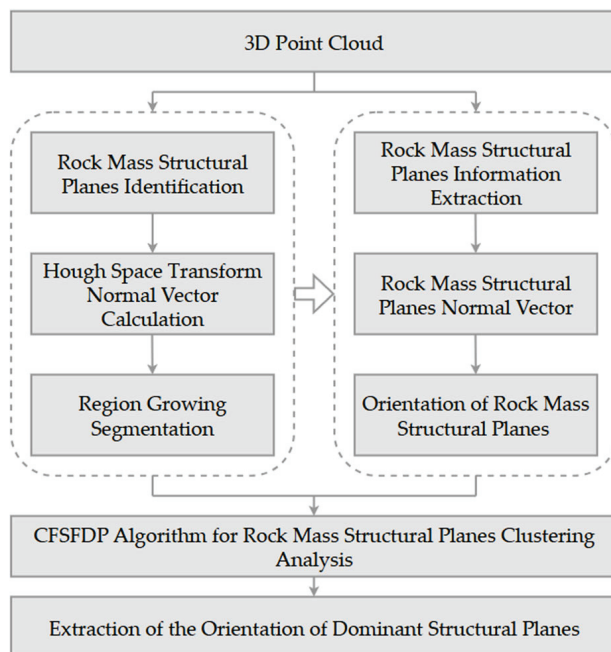 3D Point Cloud
Rock Mass Structural
Planes Identification
Hough Space Transform
Normal Vector
Calculation
Region Growing
Segmentation
Rock Mass Structural
Planes Information
Extraction
Rock Mass Structural
Planes Normal Vector
Orientation of Rock Mass
Structural Planes
CFSFDP Algorithm for Rock Mass Structural Planes Clustering
Analysis
Extraction of the Orientation of Dominant Structural Planes